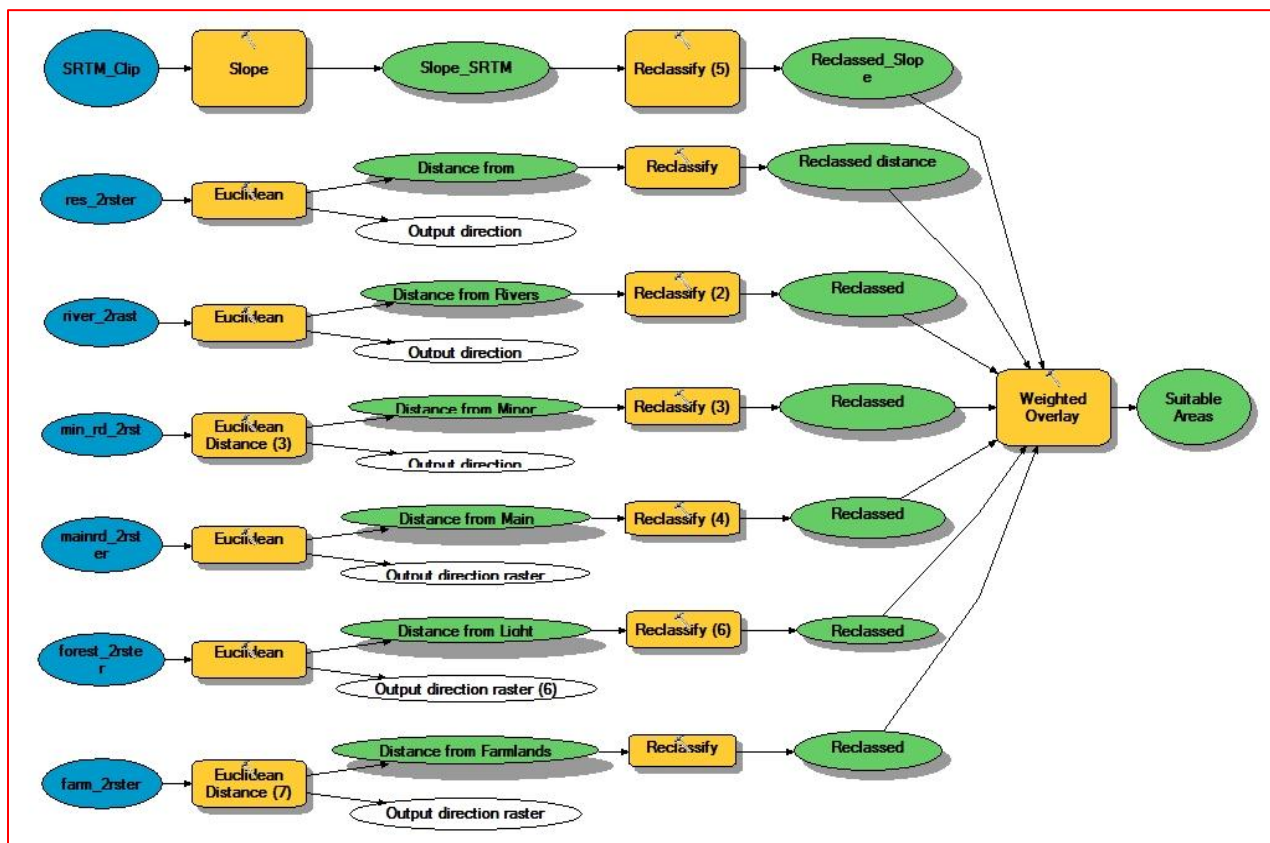 SRTM_Clip
Slope
Slope_SRTM
Reclassify (5)
Reclassed_Slop
e
res_2rster
Euclidean
Distance from
Output direction
Reclassify
Reclassed distance
river_2rast
Euclidean
Distance from Rivers
Output direction
Reclassify (2)
Reclassed
min_rd_2rst
Euclidean
Distance (3)
Distance from Minor
Output direction
Reclassify (3)
Reclassed
Weighted
Overlay
Suitable
Areas
mainrd_2rst
er
Euclidean
Distance from Main
Output direction raster
Reclassify (4)
Reclassed
forest_2rste
r
Euclidean
Distance from Light
Output direction raster (6)
Reclassify (6)
Reclassed
farm_2rster
Euclidean
Distance (7)
Distance from Farmlands
Output direction raster
Reclassify
Reclassed